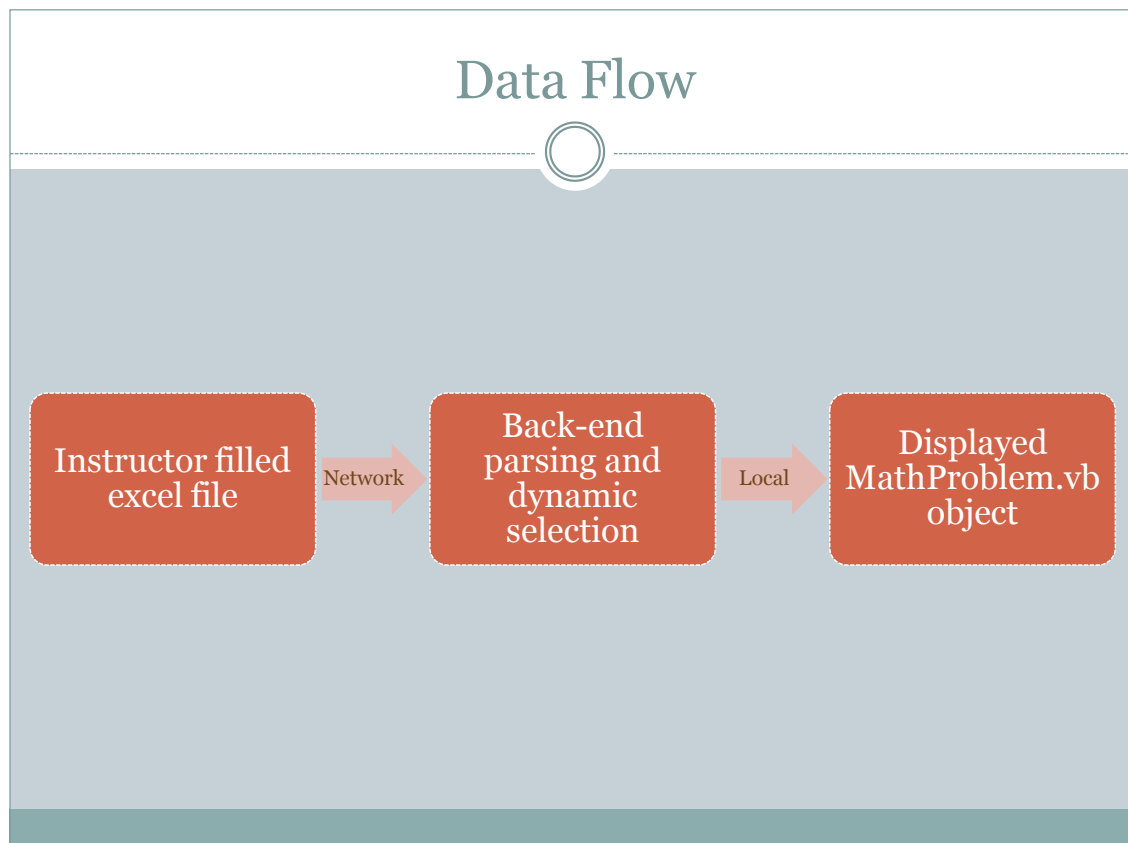 Data Flow
Instructor filled
excel file
Network
Back-end
parsing and
dynamic
selection
Local
Displayed
MathProblem.vb
object